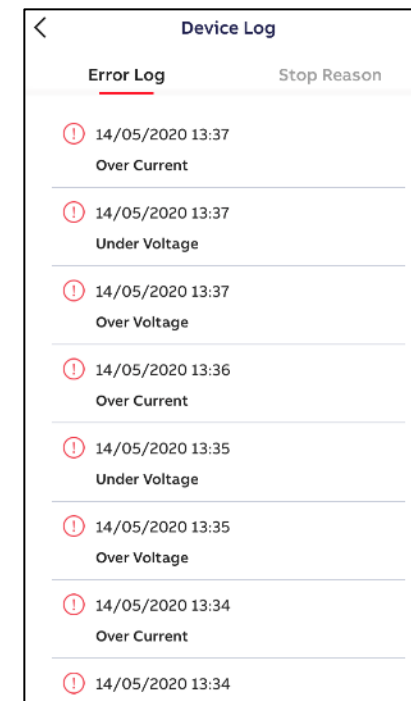 Device Log
Error Log Stop Reason
14/05/2020 13:37
Over Current
14/05/2020 13:37
Under Voltage
14/05/2020 13:37
Over Voltage
14/05/2020 13:36
Over Current
14/05/2020 13:35
Under Voltage
14/05/2020 13:35
Over Voltage
14/05/2020 13:34
Over Current
14/05/2020 13:34